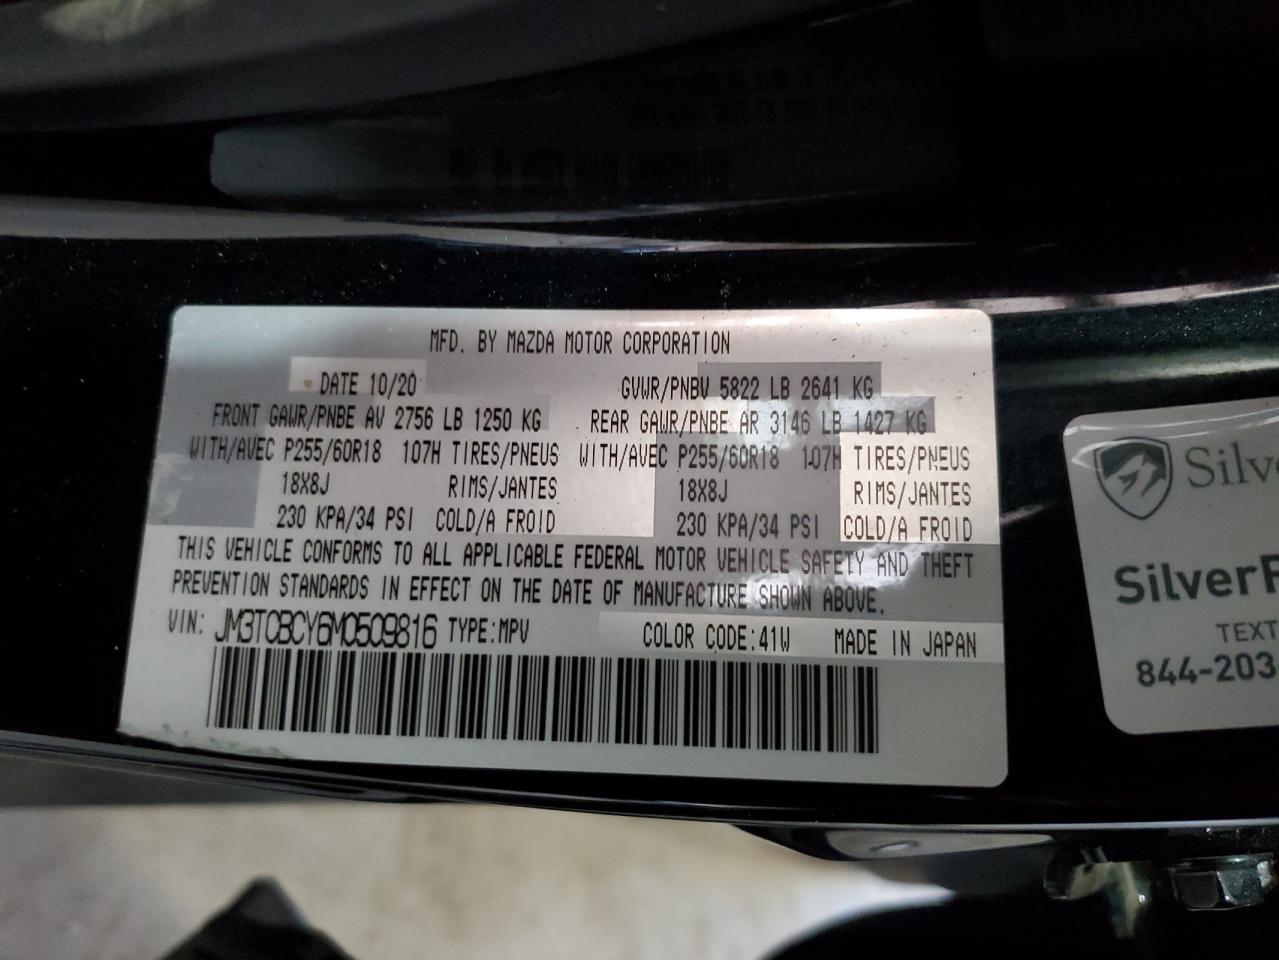 MFD. BY MAZDA MOTOR CORPORATION
DATE 10/20 GVWR/PNBV 5822 LB 2641 KG
FRONT GAWR/PNBE AV 2756 LB 1250 KG REAR GAWR/PNBE AR 3146 LB 1427 KG
WITH/AVEC P255/60R18 107H TIRES/PNEUS WITH/AVEC P255/60R18 107H TIRES/PNEUS
18X8J RIMS/JANTES 18X8J RIMS/JANTES
230 KPA/34 PSI COLD/A FROID 230 KPA/34 PSI COLD/A FROID
THIS VEHICLE CONFORMS TO ALL APPLICABLE FEDERAL MOTOR VEHICLE SAFETY AND THEFT
PREVENTION STANDARDS IN EFFECT ON THE DATE OF MANUFACTURE SHOWN ABOVE.
VIN: JM3TCBCY6M0509816 TYPE:MPV COLOR CODE:41W MADE IN JAPAN
Silve
SilverR
TEXT
844-203